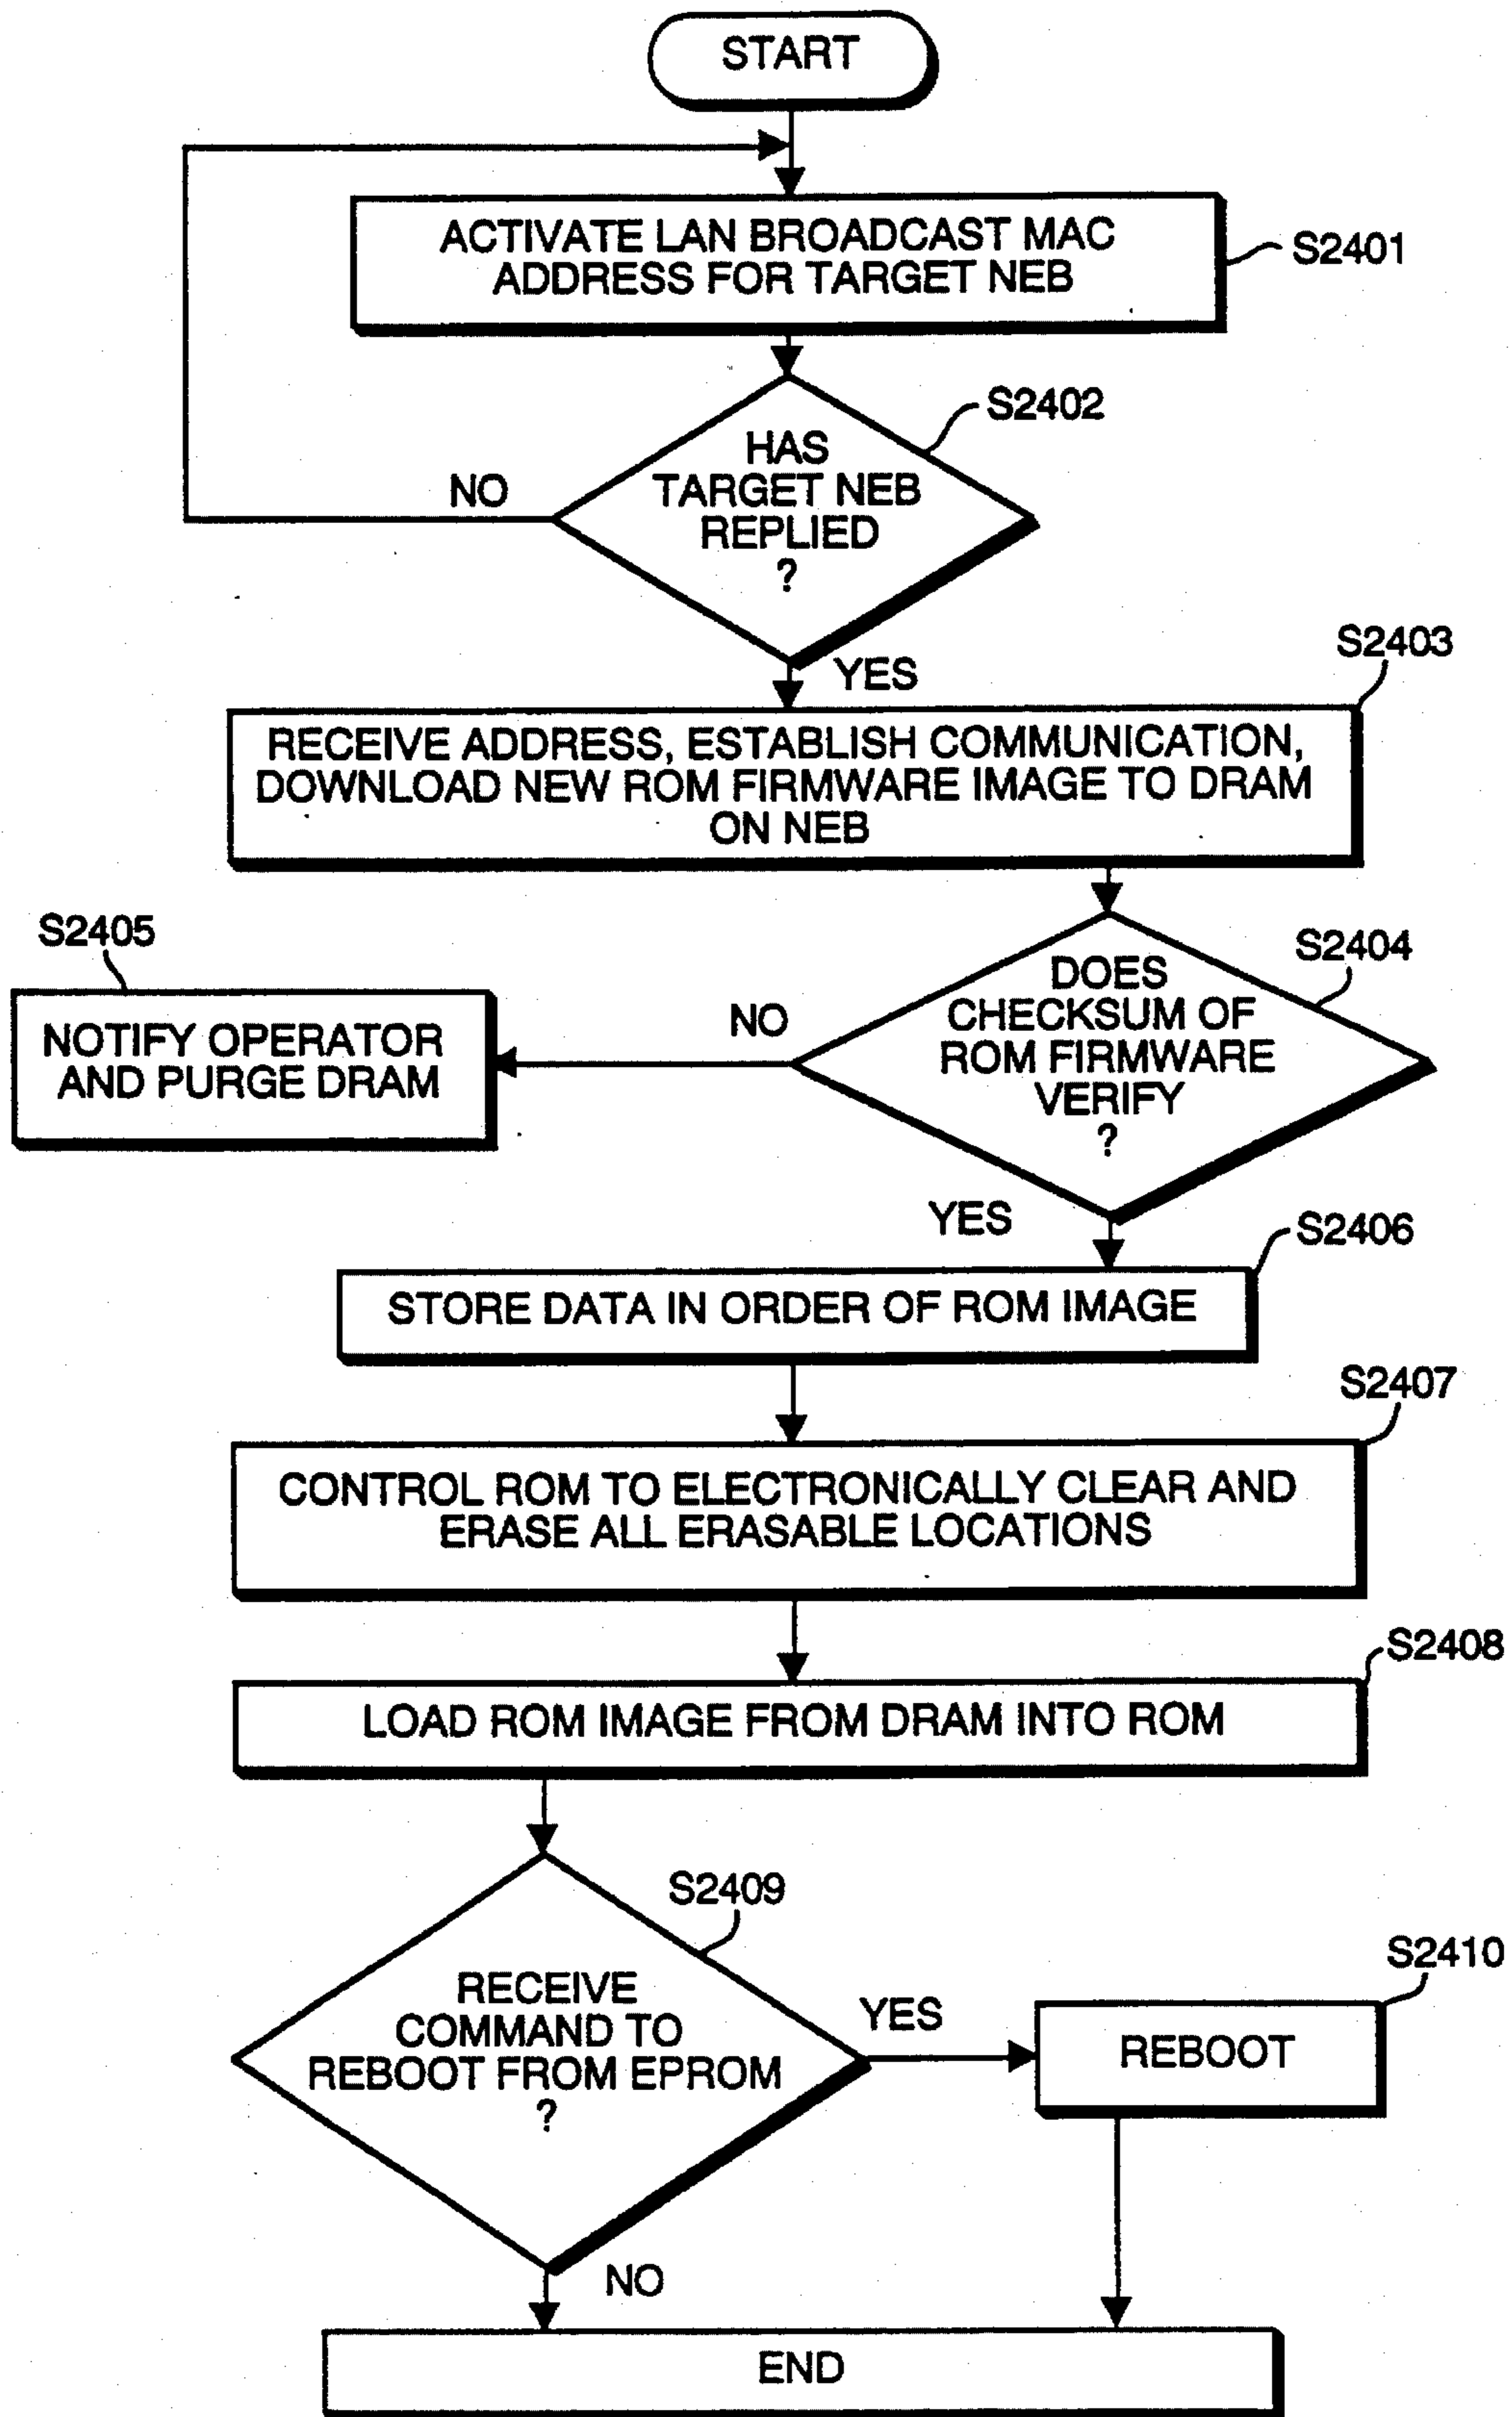 START
ACTIVATE LAN BROADCAST MAC
ADDRESS FOR TARGET NEB
S2401
S2402
HAS
TARGET NEB
REPLIED
?
NO
YES
S2403
RECEIVE ADDRESS, ESTABLISH COMMUNICATION,
DOWNLOAD NEW ROM FIRMWARE IMAGE TO DRAM
ON NEB
S2405
NOTIFY OPERATOR
AND PURGE DRAM
NO
S2404
DOES
CHECKSUM OF
ROM FIRMWARE
VERIFY
?
YES
S2406
STORE DATA IN ORDER OF ROM IMAGE
S2407
CONTROL ROM TO ELECTRONICALLY CLEAR AND
ERASE ALL ERASABLE LOCATIONS
S2408
LOAD ROM IMAGE FROM DRAM INTO ROM
S2409
RECEIVE
COMMAND TO
REBOOT FROM EPROM
?
YES
S2410
REBOOT
NO
END